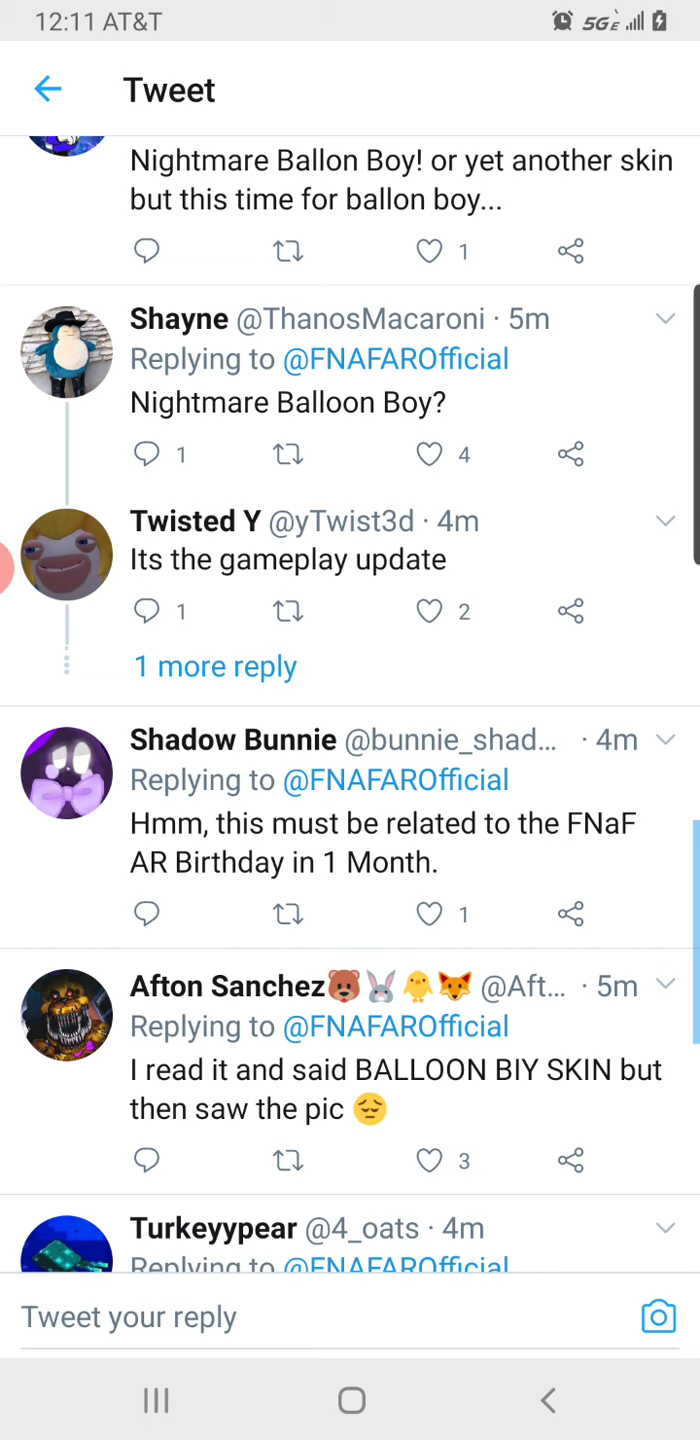 12:11 AT&T 5GE
Tweet
Nightmare Ballon Boy! or yet another skin
but this time for ballon boy...
1
Shayne @ThanosMacaroni · 5m
Replying to @FNAFAROfficial
Nightmare Balloon Boy?
1 4
Twisted Y @yTwist3d · 4m
Its the gameplay update
1 2
1 more reply
Shadow Bunnie @bunnie_shad... · 4m
Replying to @FNAFAROfficial
Hmm, this must be related to the FNaF
AR Birthday in 1 Month.
1
Afton Sanchez🐻🐰🐤🦊 @Aft... · 5m
Replying to @FNAFAROfficial
I read it and said BALLOON BIY SKIN but
then saw the pic 😔
3
Turkeyypear @4_oats · 4m
Replying to @FNAFAROfficial
Tweet your reply